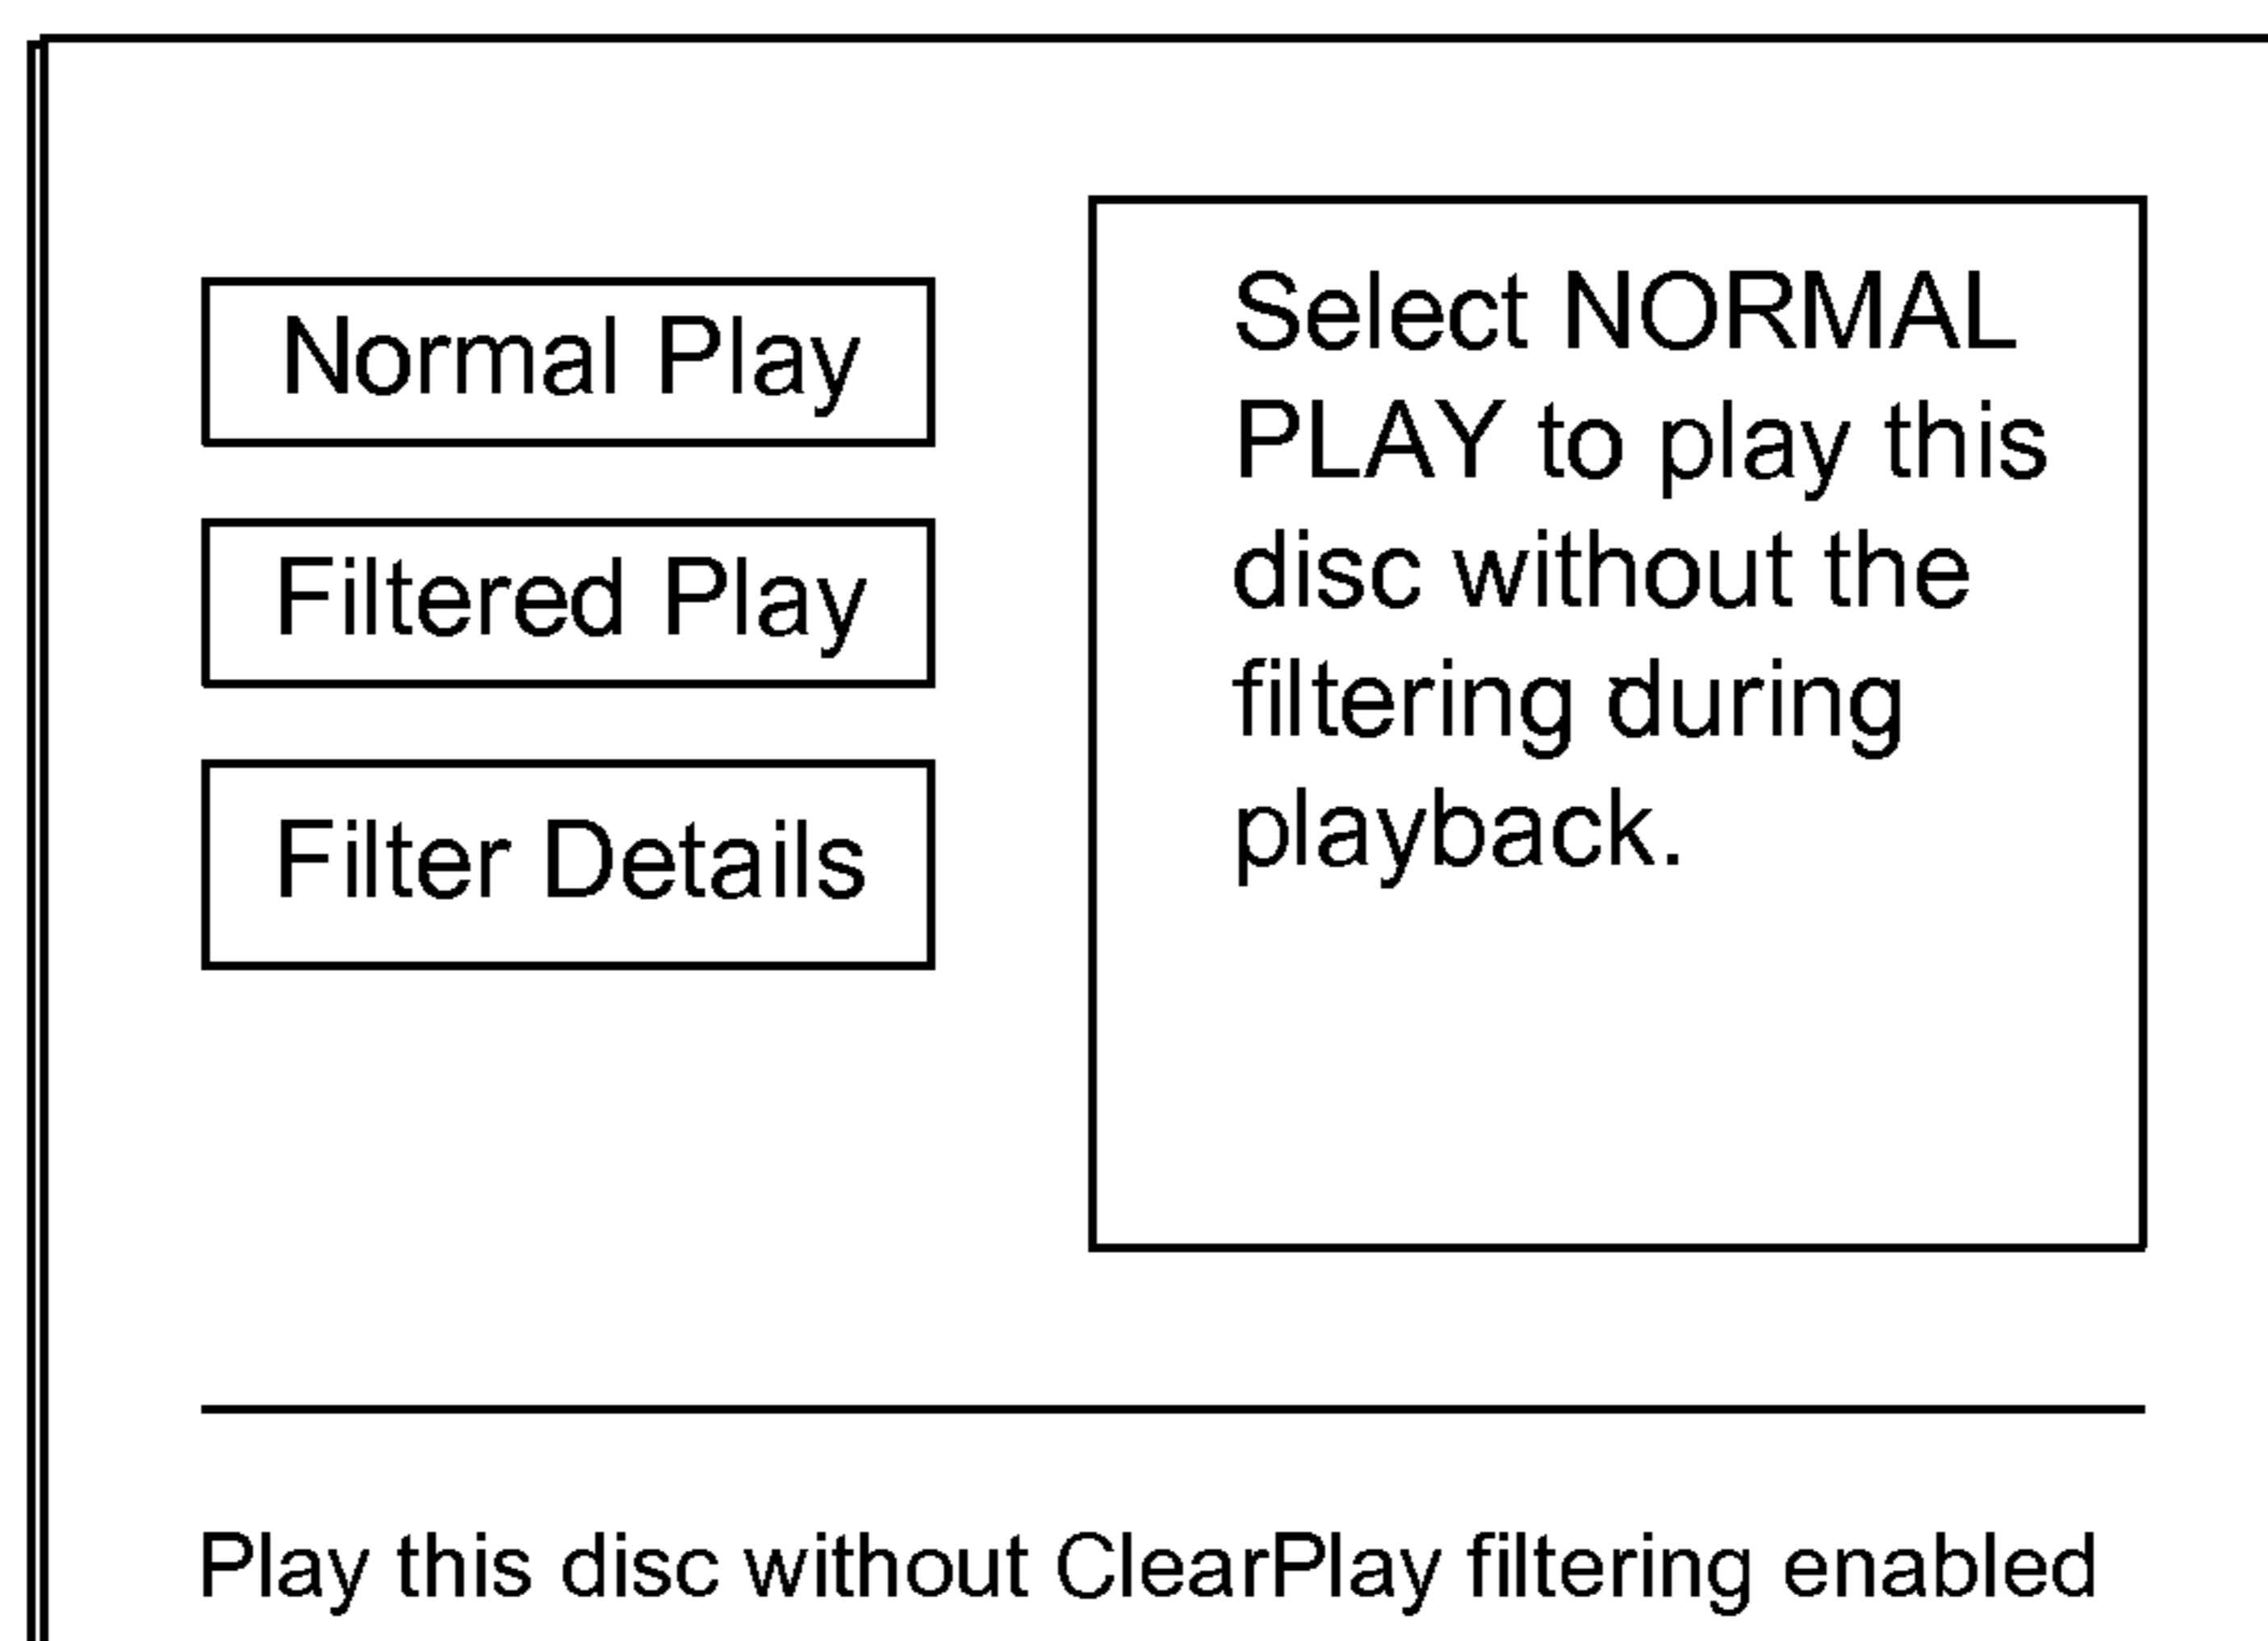 Normal Play
Filtered Play
Filter Details
Select NORMAL
PLAY to play this
disc without the
filtering during
playback.
Play this disc without ClearPlay filtering enabled